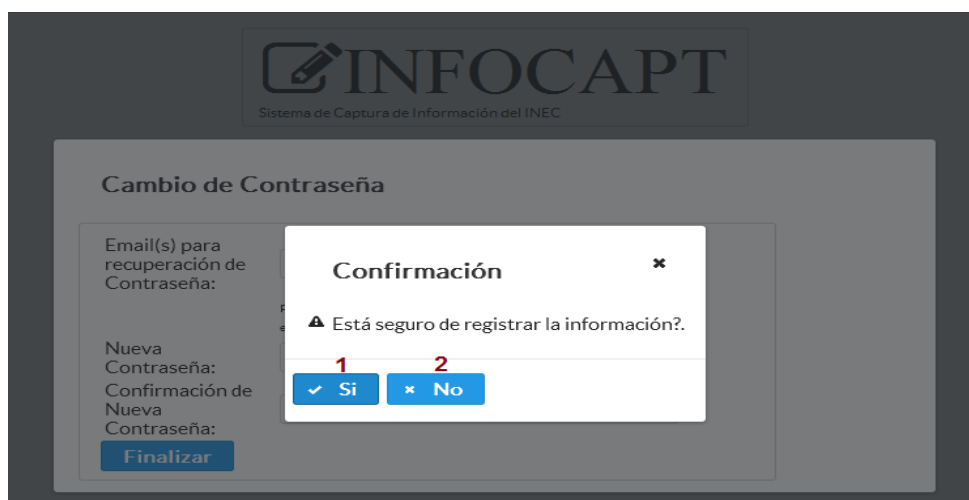 INFOCAPT
Sistema de Captura de Información del INEC
Cambio de Contraseña
Email(s) para
recuperación de
Contraseña:
Confirmación
Está seguro de registrar la información?.
1 2
Si No
Nueva
Contraseña:
Confirmación de
Nueva
Contraseña:
Finalizar